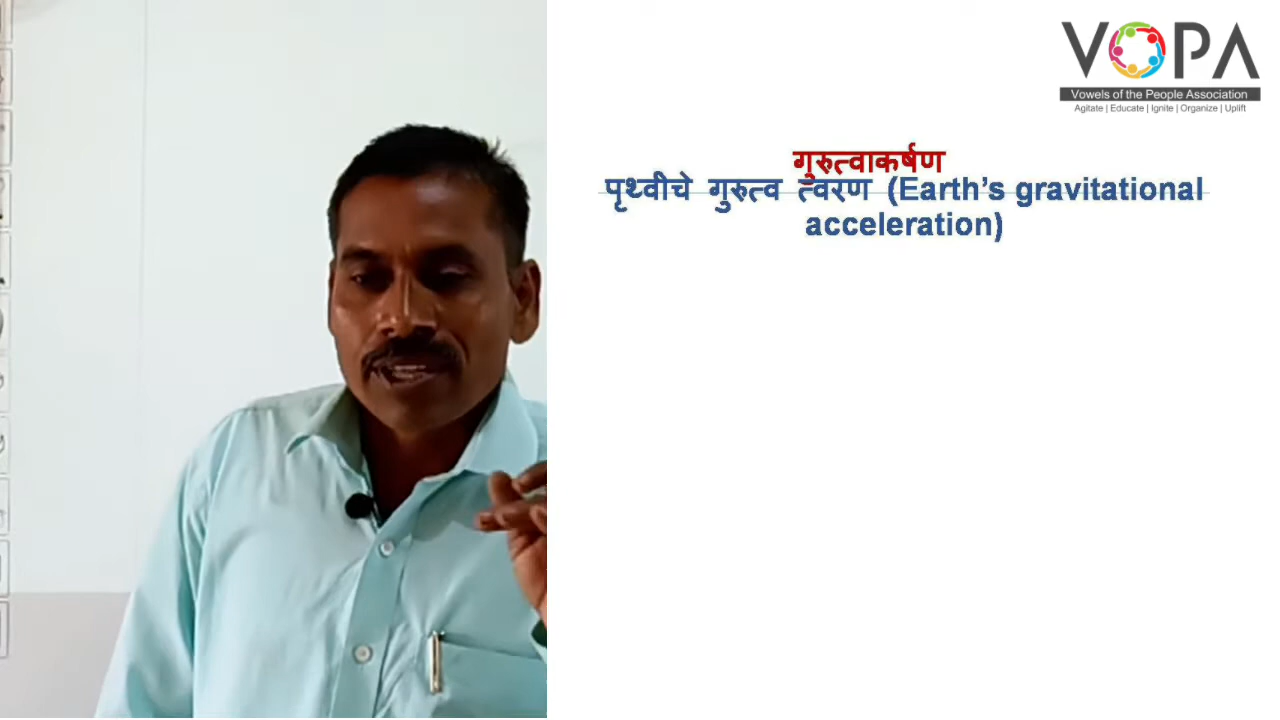 VOPA
Vowels of the People Association
Agitate | Educate | Ignite | Organize | Uplift
गुरुत्वाकर्षण
पृथ्वीचे गुरुत्व त्वरण (Earth’s gravitational
acceleration)